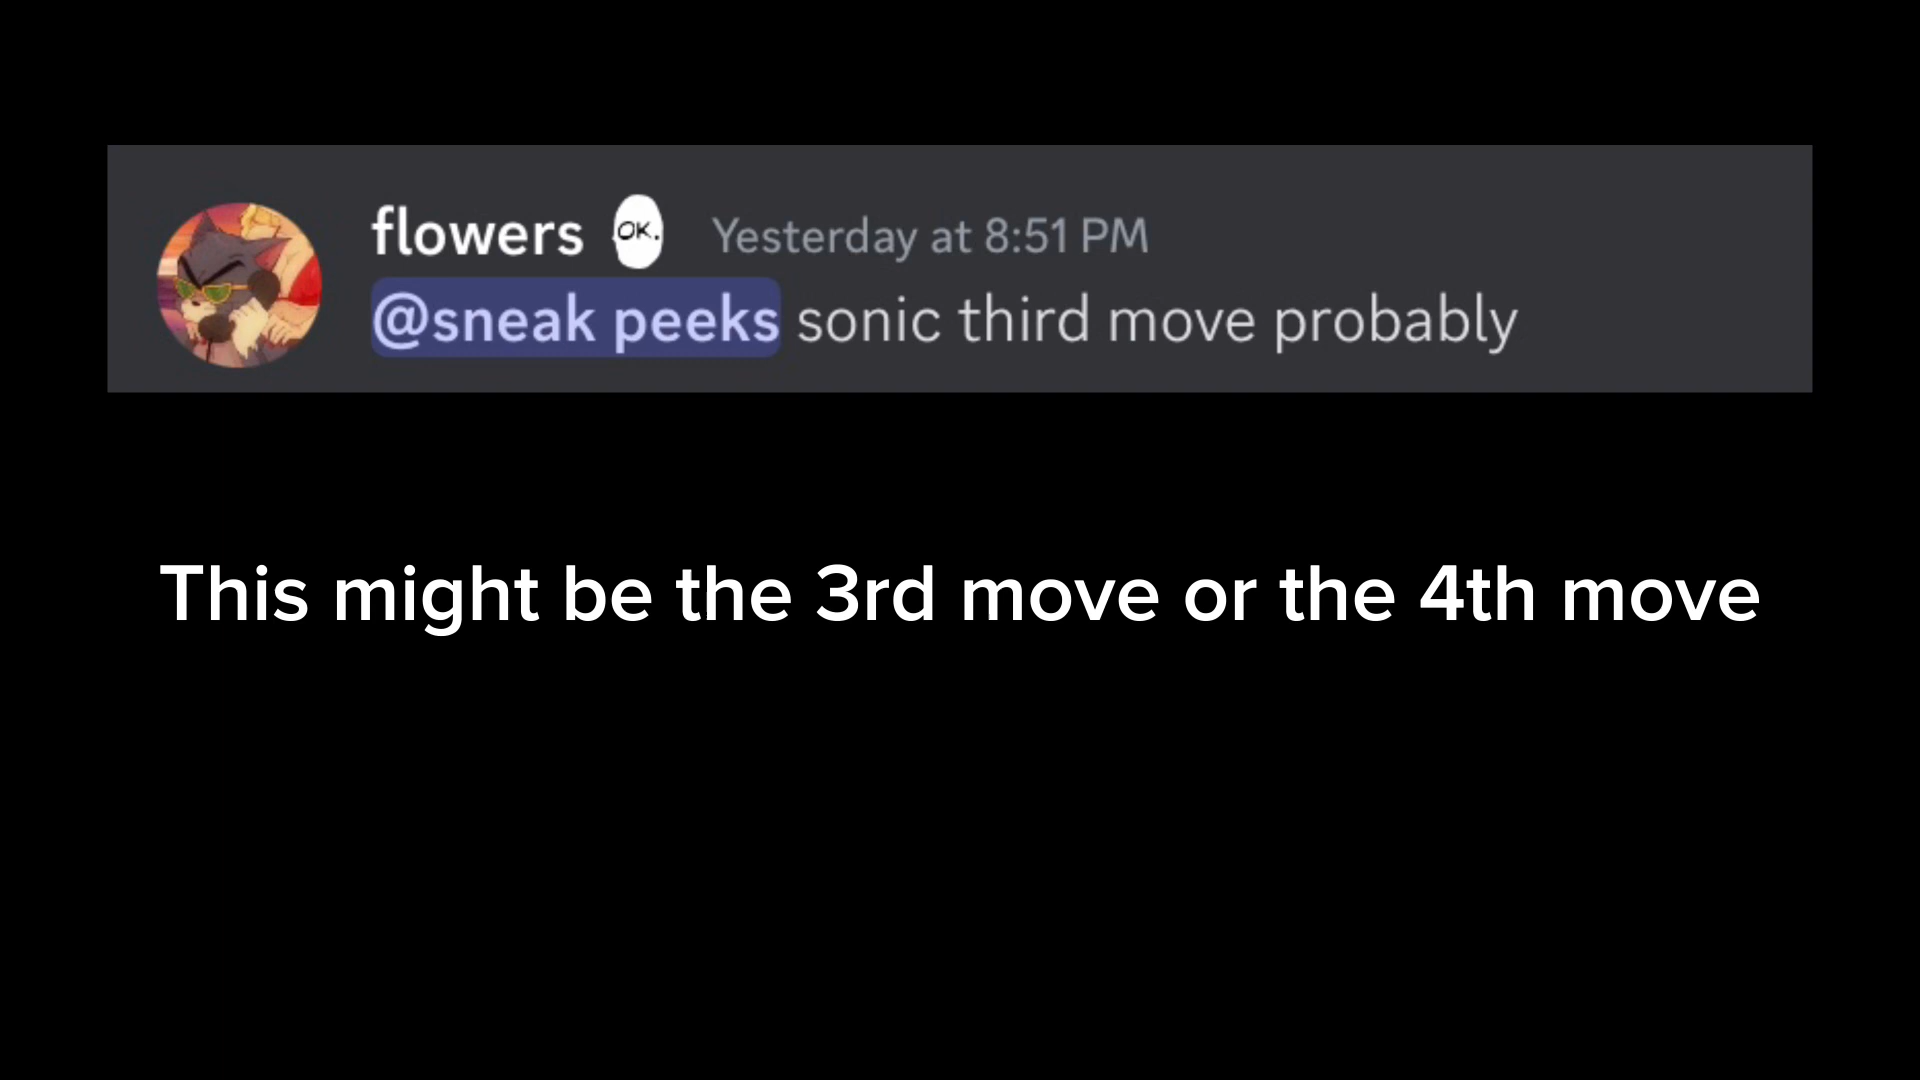 flowers OK. Yesterday at 8:51 PM
@sneak peeks sonic third move probably
This might be the 3rd move or the 4th move